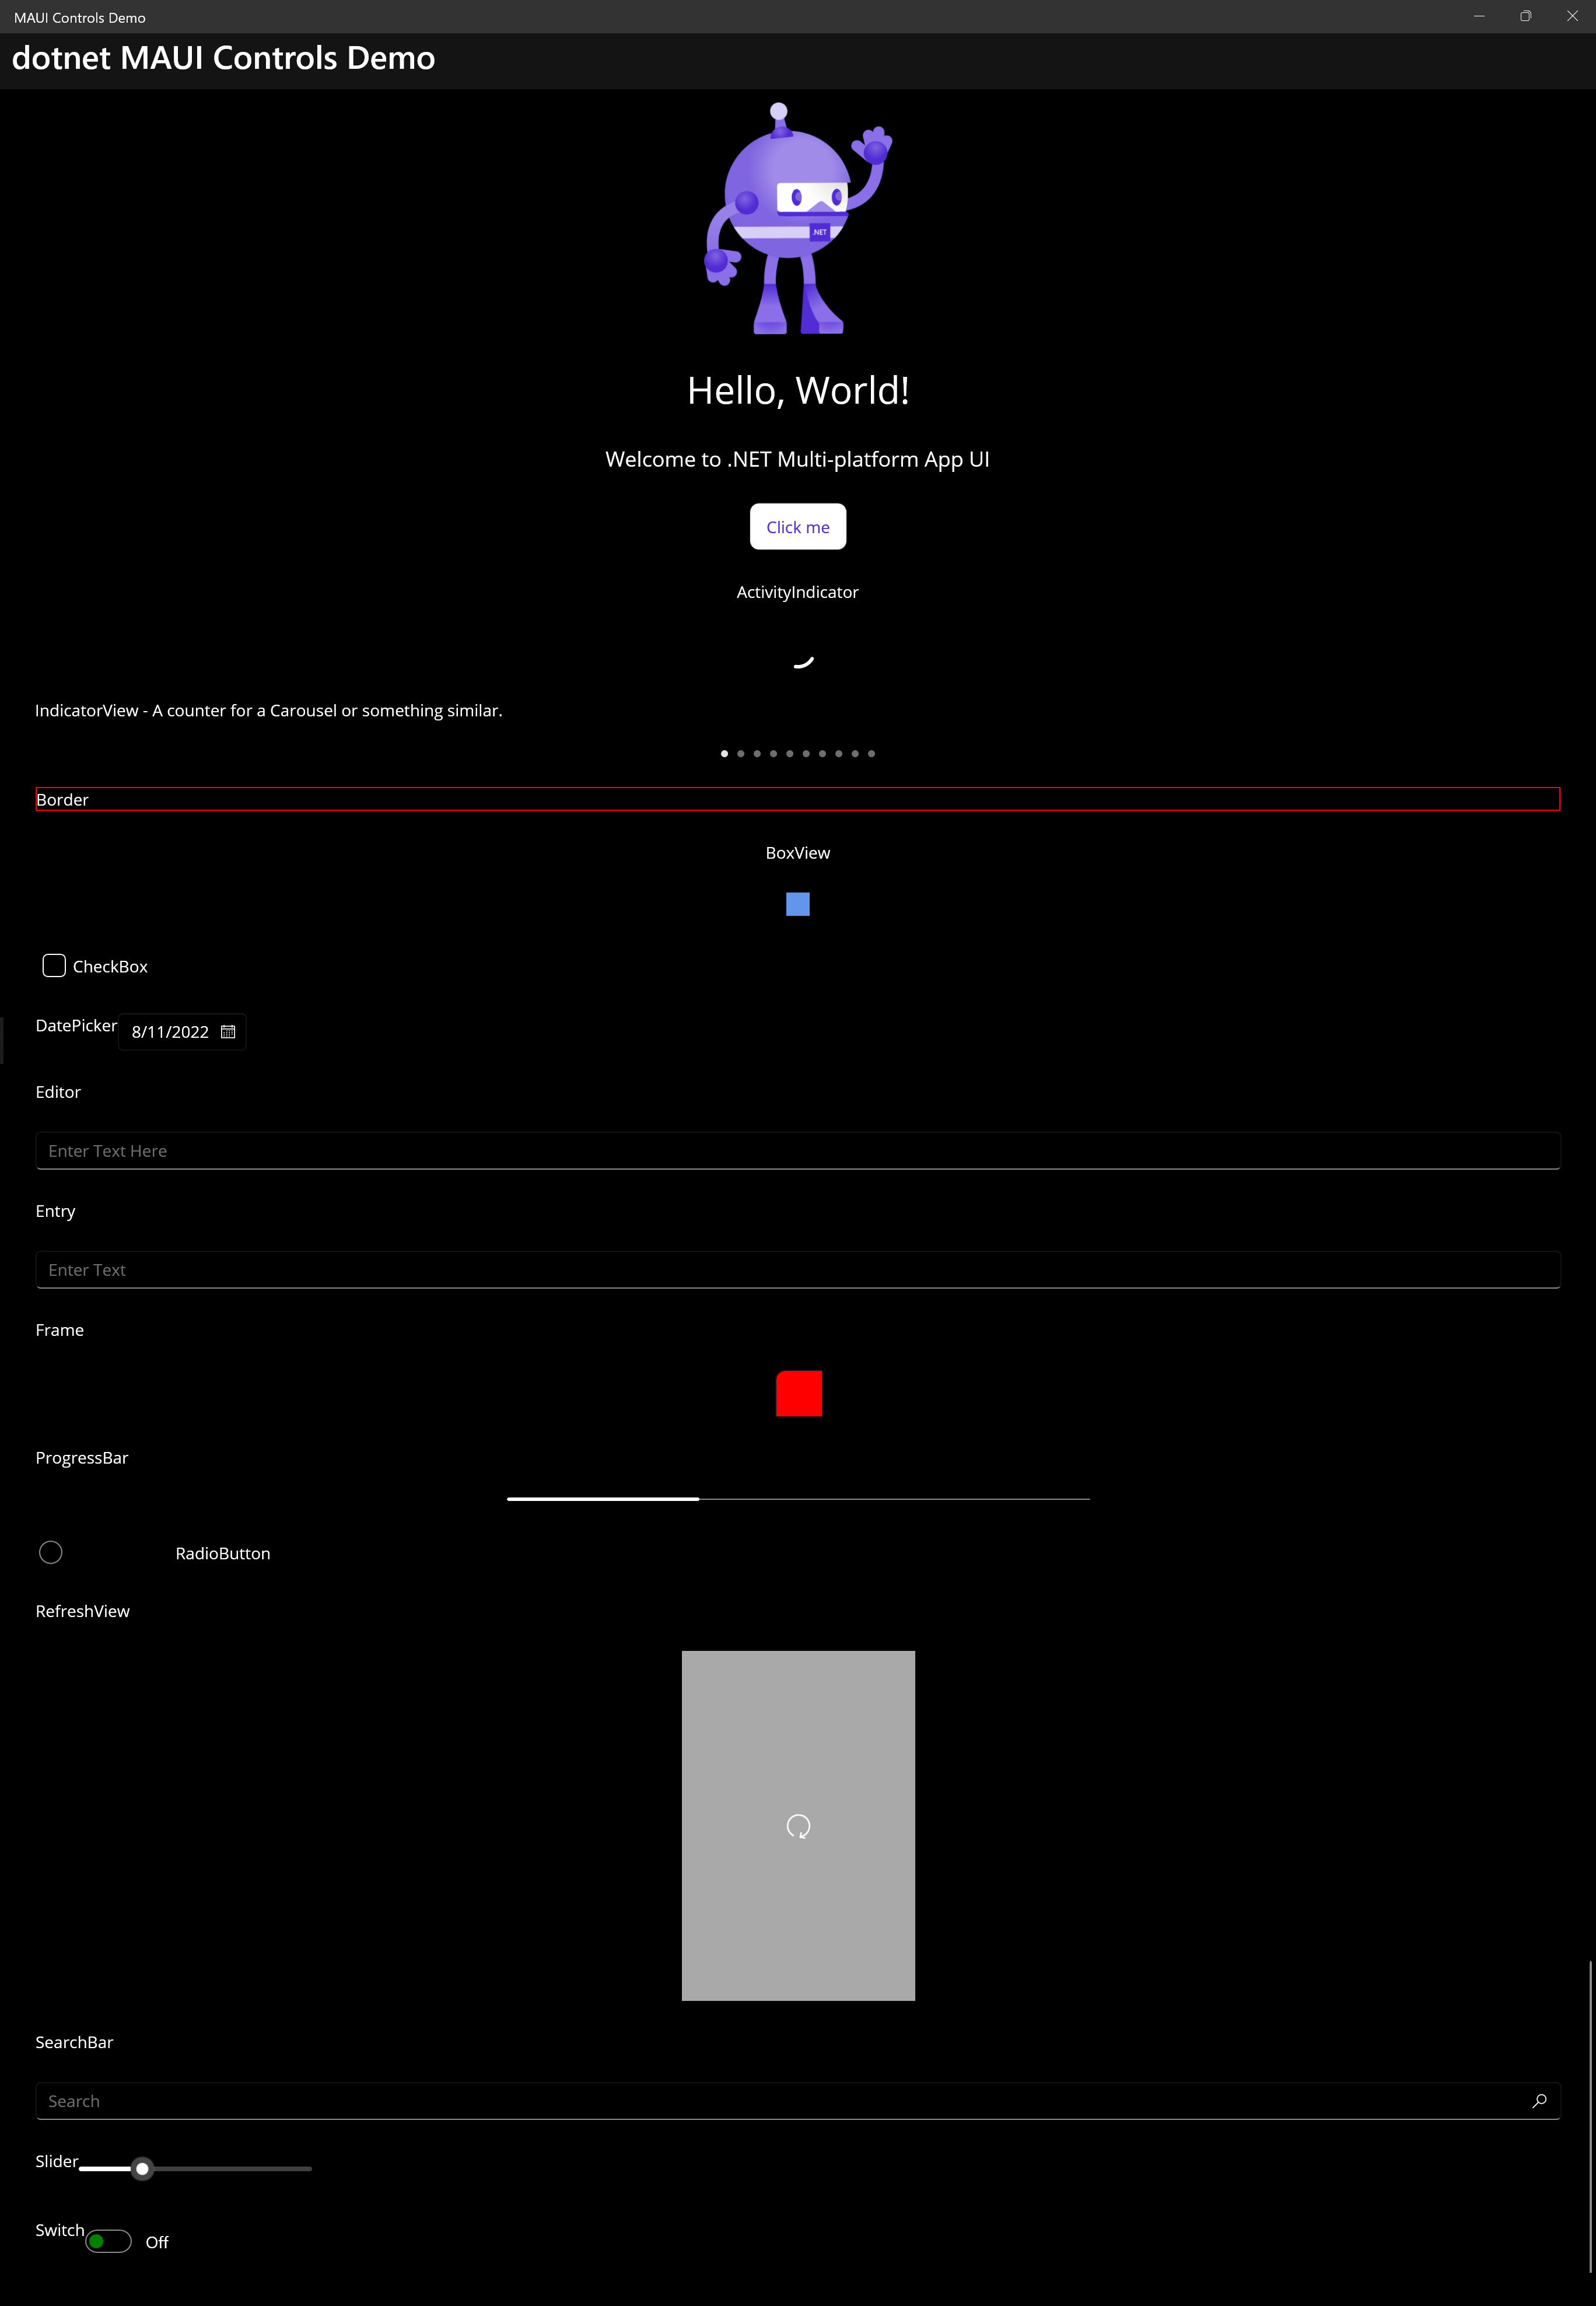 MAUI Controls Demo
dotnet MAUI Controls Demo
.NET
Hello, World!
Welcome to .NET Multi-platform App UI
Click me
ActivityIndicator
IndicatorView - A counter for a Carousel or something similar.
Border
BoxView
CheckBox
DatePicker 8/11/2022
Editor
Enter Text Here
Entry
Enter Text
Frame
ProgressBar
RadioButton
RefreshView
SearchBar
Search
Slider
Switch Off